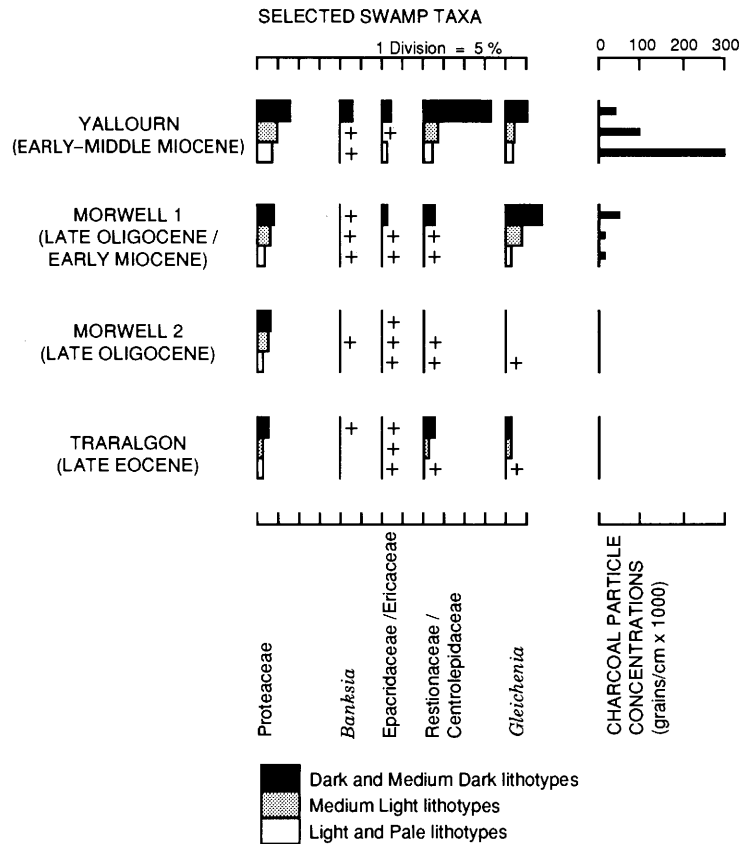 SELECTED SWAMP TAXA
1 Division = 5 %
0 100 200 300
YALLOURN
(EARLY–MIDDLE MIOCENE)
+ +
+
MORWELL 1
(LATE OLIGOCENE /
EARLY MIOCENE)
+
+ + +
+ + +
MORWELL 2
(LATE OLIGOCENE)
+
+ + +
+ + +
TRARALGON
(LATE EOCENE)
+ +
+
+ + +
Proteaceae
Banksia
Epacridaceae / Ericaceae
Restionaceae /
Centrolepidaceae
Gleichenia
CHARCOAL PARTICLE
CONCENTRATIONS
(grains/cm x 1000)
Dark and Medium Dark lithotypes
Medium Light lithotypes
Light and Pale lithotypes